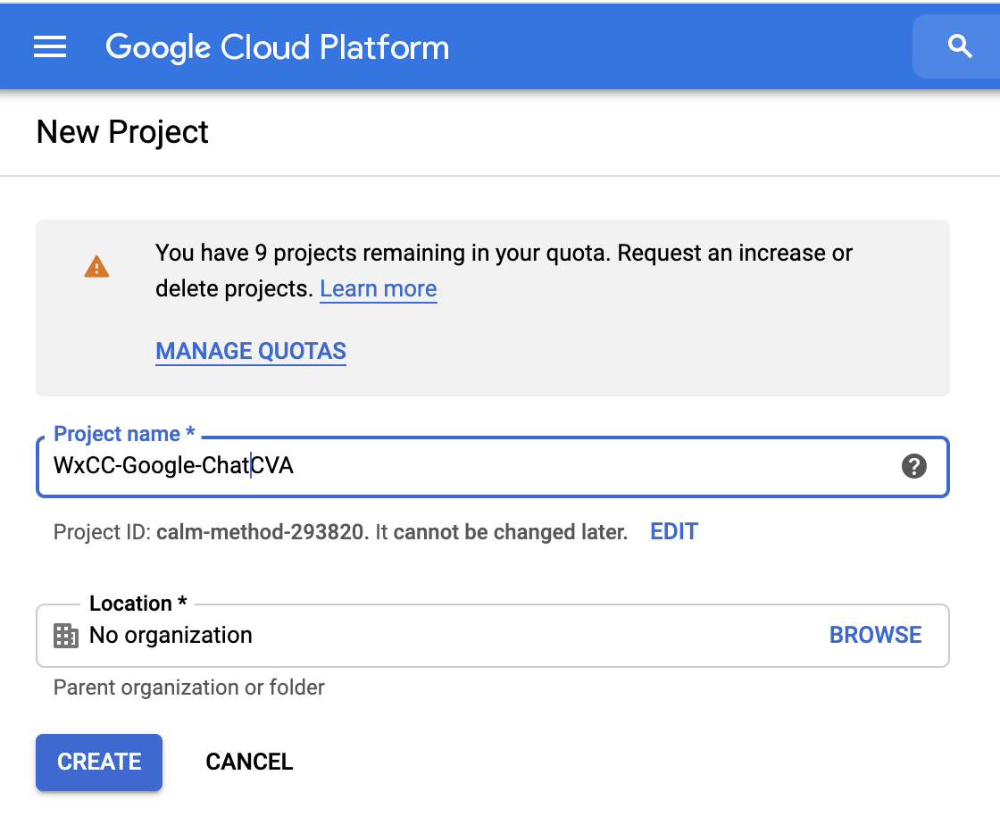 Google Cloud Platform
New Project
You have 9 projects remaining in your quota. Request an increase or
delete projects. Learn more
MANAGE QUOTAS
Project name *
WxCC-Google-ChatCVA
Project ID: calm-method-293820. It cannot be changed later. EDIT
Location *
No organization BROWSE
Parent organization or folder
CREATE CANCEL